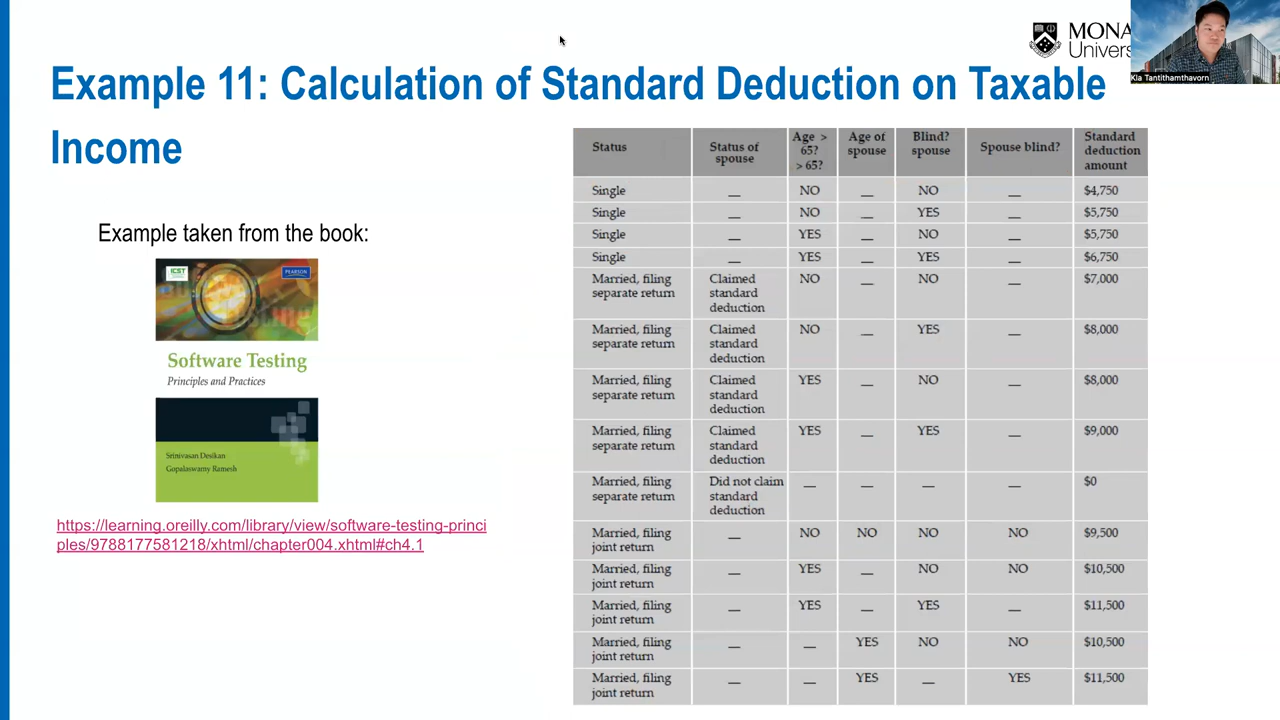 MONA
Univers
Kla Tantithamthavorn
Example 11: Calculation of Standard Deduction on Taxable
Income
Example taken from the book:
ICST
PEARSON
Software Testing
Principles and Practices
Srinivasan Desikan
Gopalaswamy Ramesh
https://learning.oreilly.com/library/view/software-testing-princi
ples/9788177581218/xhtml/chapter004.xhtml#ch4.1
Status Status of spouse Age > 65? > 65? Age of spouse Blind? spouse Spouse blind? Standard deduction amount
Single — NO — NO — $4,750
Single — NO — YES — $5,750
Single — YES — NO — $5,750
Single — YES — YES — $6,750
Married, filing separate return Claimed standard deduction NO — NO — $7,000
Married, filing separate return Claimed standard deduction NO — YES — $8,000
Married, filing separate return Claimed standard deduction YES — NO — $8,000
Married, filing separate return Claimed standard deduction YES — YES — $9,000
Married, filing separate return Did not claim standard deduction — — — — $0
Married, filing joint return — NO NO NO NO $9,500
Married, filing joint return — YES — NO NO $10,500
Married, filing joint return — YES — YES — $11,500
Married, filing joint return — — YES NO NO $10,500
Married, filing joint return — — YES — YES $11,500